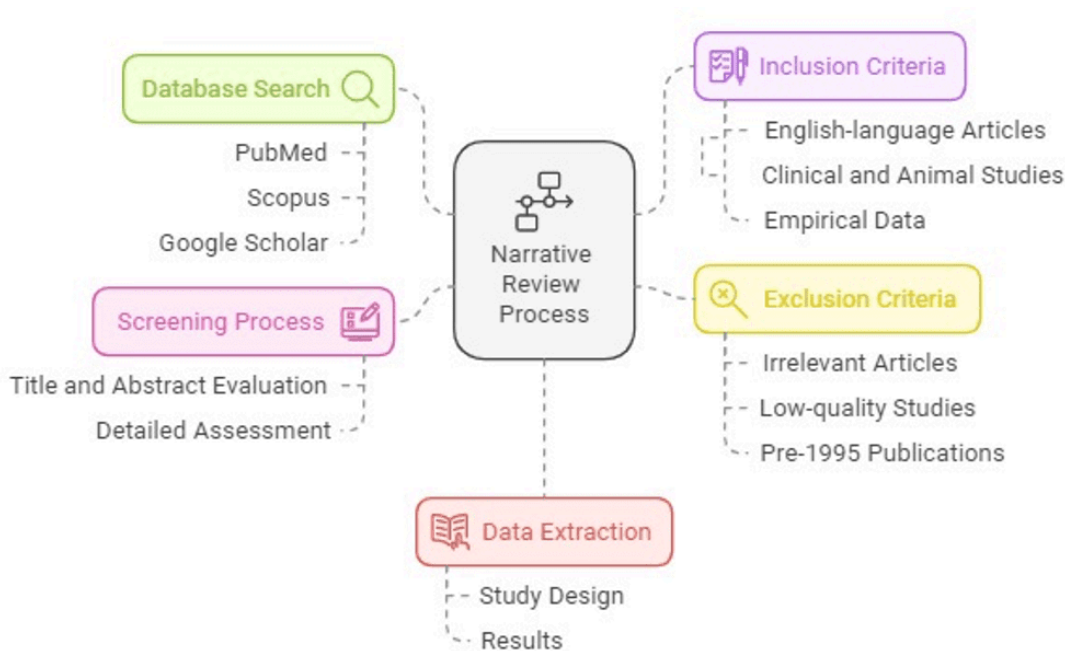 Database Search
PubMed
Scopus
Google Scholar
Screening Process
Title and Abstract Evaluation
Detailed Assessment
Narrative
Review
Process
Inclusion Criteria
English-language Articles
Clinical and Animal Studies
Empirical Data
Exclusion Criteria
Irrelevant Articles
Low-quality Studies
Pre-1995 Publications
Data Extraction
Study Design
Results